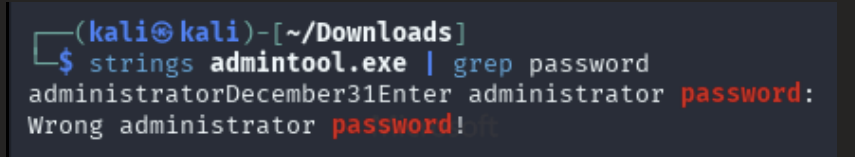 ┌──(kali㉿kali)-[~/Downloads]
└─$ strings admintool.exe | grep password
administratorDecember31Enter administrator password:
Wrong administrator password!